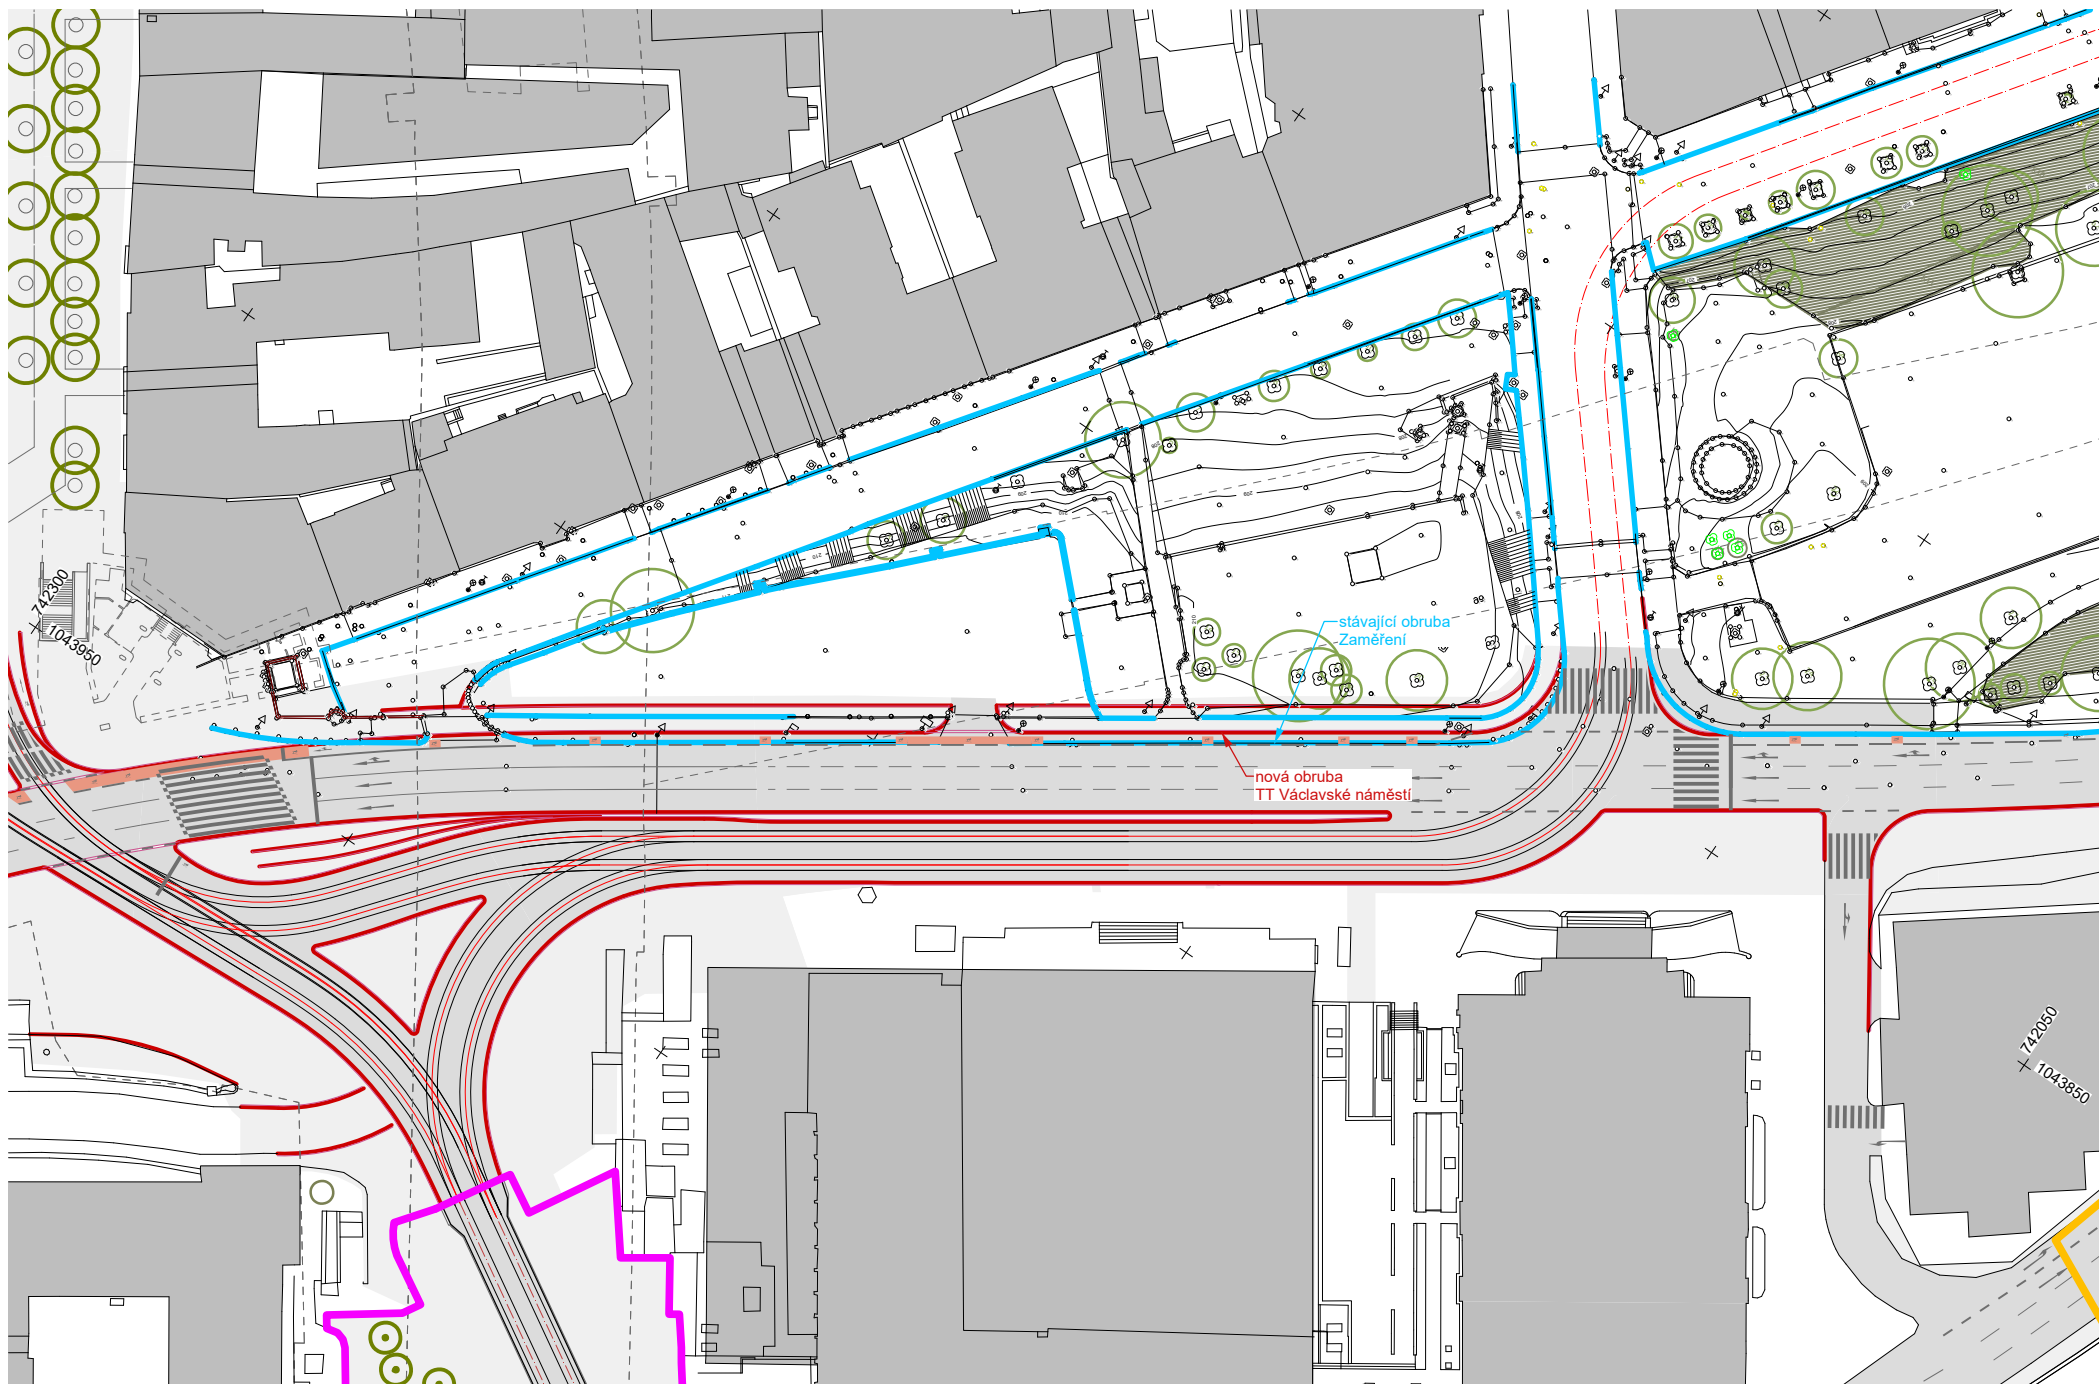 742300
1043950
stávající obruba
Zaměření
nová obruba
TT Václavské náměstí
742050
1043850